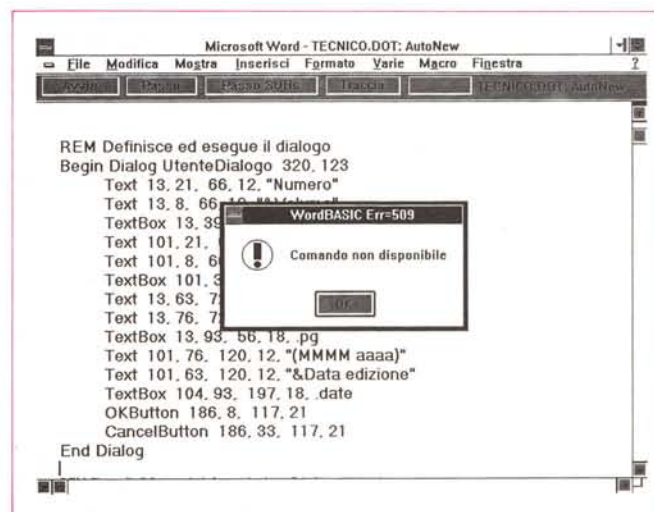 Microsoft Word - TECNICO.DOT: AutoNew
File Modifica Mostra Inserisci Formato Varie Macro Finestra ?
Passo Passo SUBs Traccia TECNICO.DOT: AutoNew
REM Definisce ed esegue il dialogo
Begin Dialog UtenteDialogo 320, 123
Text 13, 21, 66, 12, "Numero"
Text 13, 8, 66
TextBox 13, 39
Text 101, 21,
Text 101, 8,
TextBox 101,
Text 13, 63,
Text 13, 76,
TextBox 13, 93, 56, 18, .pg
Text 101, 76, 120, 12, "(MMMM aaaa)"
Text 101, 63, 120, 12, "&Data edizione"
TextBox 104, 93, 197, 18, .date
OKButton 186, 8, 117, 21
CancelButton 186, 33, 117, 21
End Dialog
WordBASIC Err=509
Comando non disponibile
OK